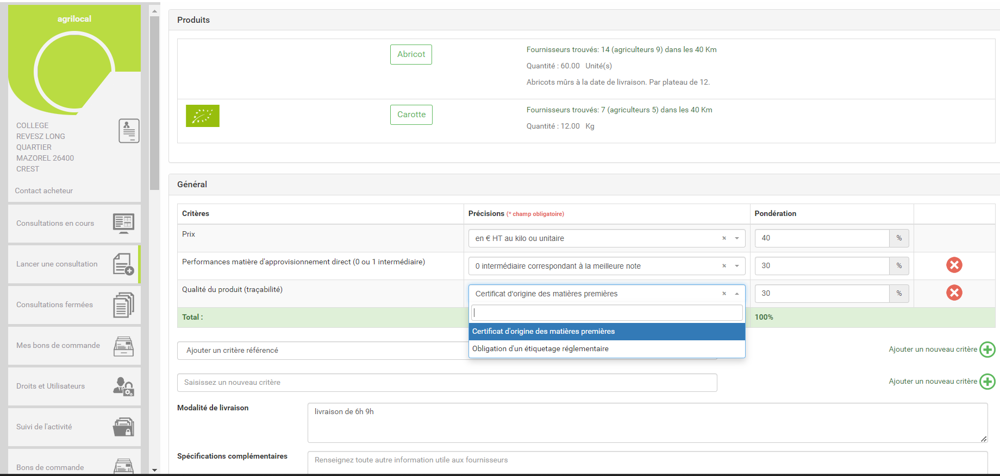 agrilocal
COLLEGE
REVESZ LONG
QUARTIER
MAZOREL 26400
CREST
Contact acheteur
Consultations en cours
Lancer une consultation
Consultations fermées
Mes bons de commande
Droits et Utilisateurs
Suivi de l'activité
Bons de commande
Produits
Abricot
Fournisseurs trouvés: 14 (agriculteurs 9) dans les 40 Km
Quantité : 60.00 Unité(s)
Abricots mûrs à la date de livraison. Par plateau de 12.
Carotte
Fournisseurs trouvés: 7 (agriculteurs 5) dans les 40 Km
Quantité : 12.00 Kg
Général
Critères Précisions (* champ obligatoire) Pondération
Prix en € HT au kilo ou unitaire × 40 %
Performances matière d'approvisionnement direct (0 ou 1 intermédiaire) 0 intermédiaire correspondant à la meilleure note × 30 %
Qualité du produit (traçabilité) Certificat d'origine des matières premières × 30 %
Total : 100%
Certificat d'origine des matières premières
Obligation d'un étiquetage réglementaire
Ajouter un critère référencé Ajouter un nouveau critère
Saisissez un nouveau critère Ajouter un nouveau critère
Modalité de livraison livraison de 6h 9h
Spécifications complémentaires Renseignez toute autre information utile aux fournisseurs